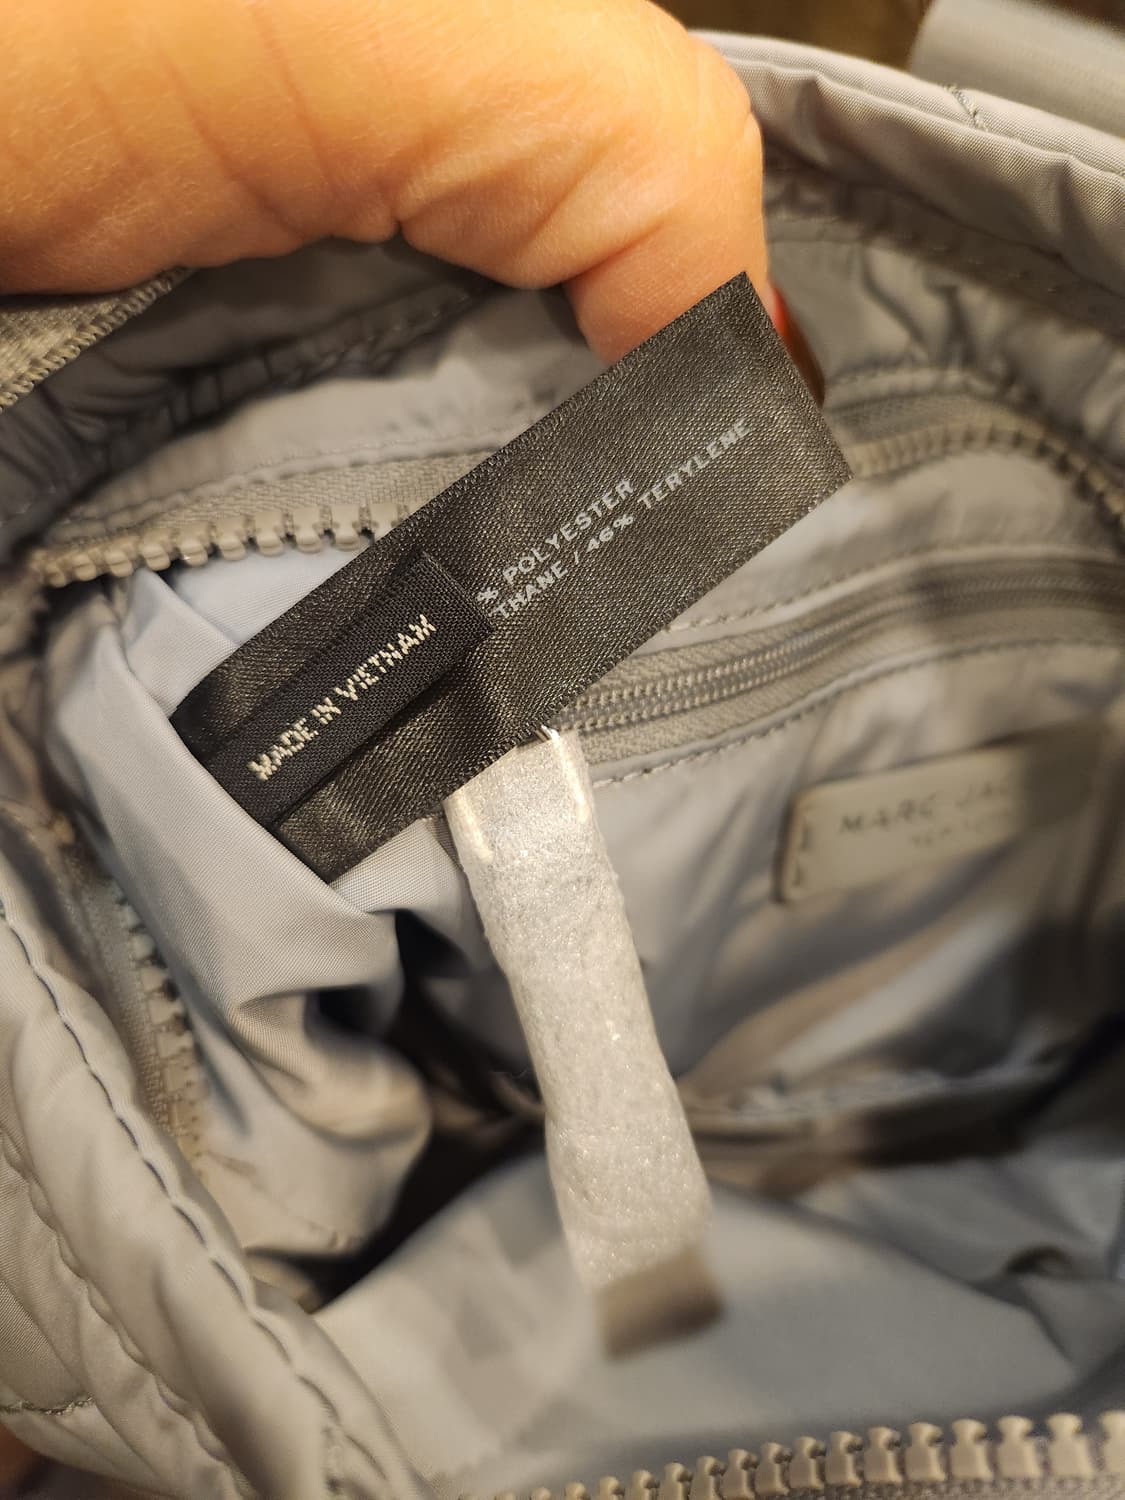 % POLYESTER
THANE / 46% TERYLENE
MADE IN VIETNAM
MARC JAC